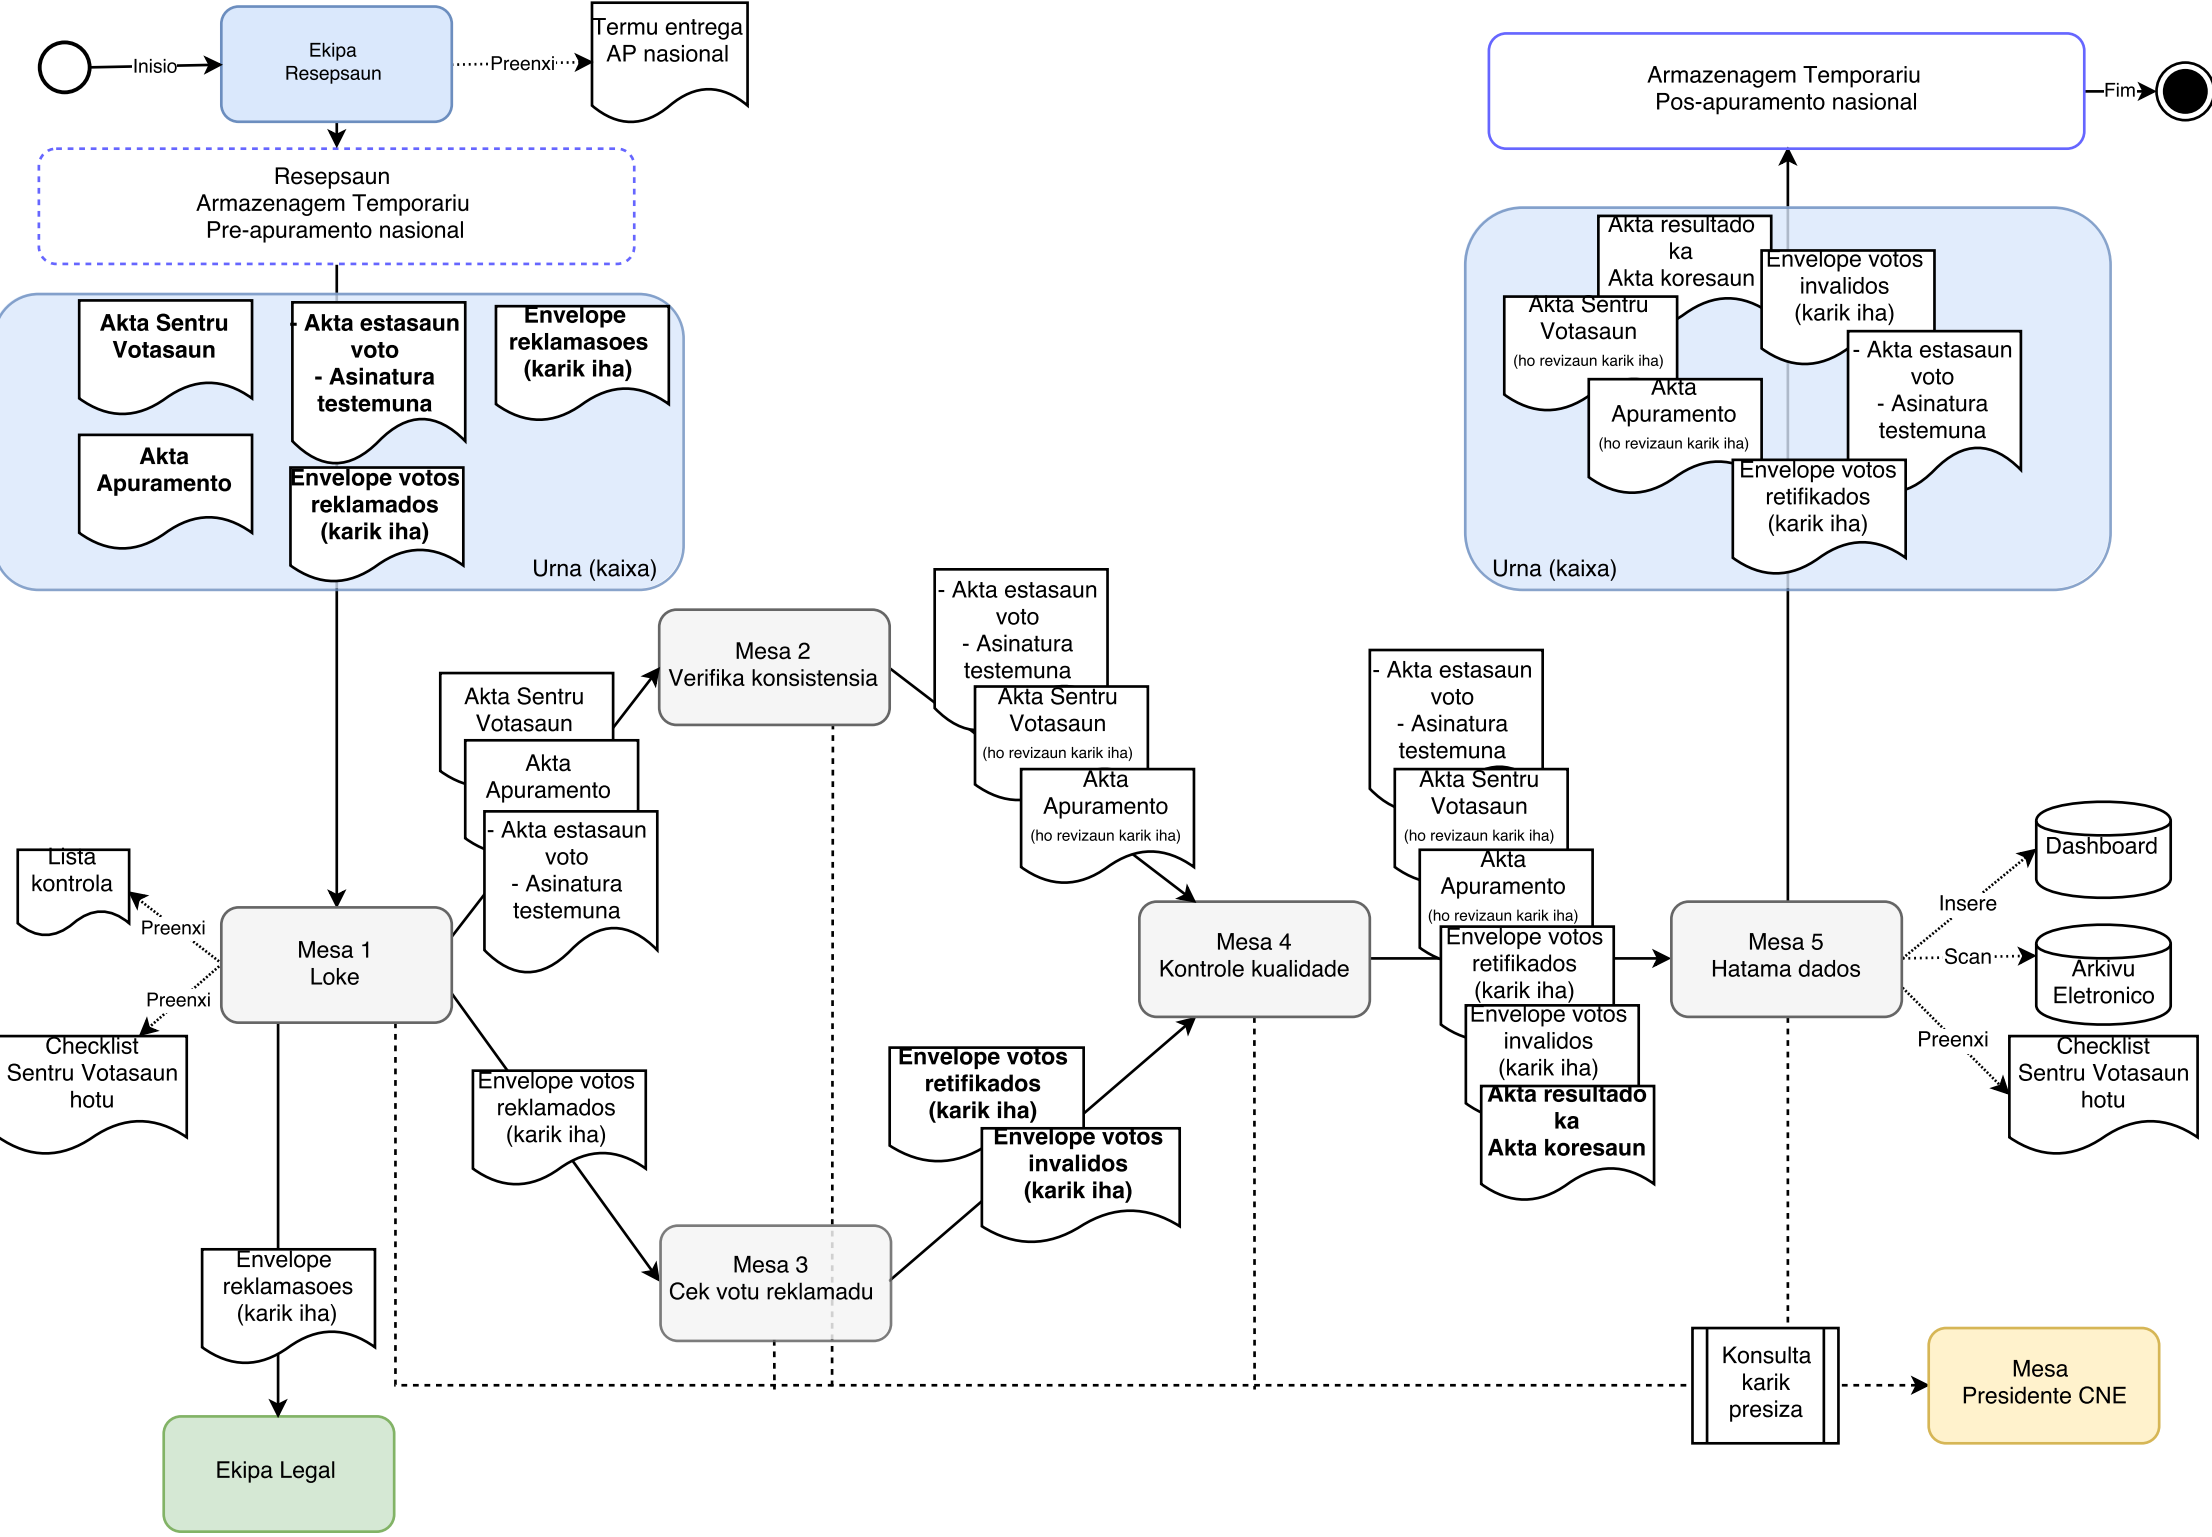 Inisio
Ekipa
Resepsaun
Preenxi
Termu entrega
AP nasional
Resepsaun
Armazenagem Temporariu
Pre-apuramento nasional
Akta Sentru
Votasaun
- Akta estasaun
voto
- Asinatura
testemuna
Envelope
reklamasoes
(karik iha)
Akta
Apuramento
Envelope votos
reklamados
(karik iha)
Urna (kaixa)
Armazenagem Temporariu
Pos-apuramento nasional
Fim
Akta resultado
ka
Akta koresaun
Envelope votos
invalidos
(karik iha)
Akta Sentru
Votasaun
(ho revizaun karik iha)
- Akta estasaun
voto
- Asinatura
testemuna
Akta
Apuramento
(ho revizaun karik iha)
Envelope votos
retifikados
(karik iha)
Urna (kaixa)
Mesa 2
Verifika konsistensia
Akta Sentru
Votasaun
Akta
Apuramento
- Akta estasaun
voto
- Asinatura
testemuna
- Akta estasaun
voto
- Asinatura
testemuna
Akta Sentru
Votasaun
(ho revizaun karik iha)
Akta
Apuramento
(ho revizaun karik iha)
Lista
kontrola
Preenxi
Mesa 1
Loke
Preenxi
Checklist
Sentru Votasaun
hotu
Envelope votos
reklamados
(karik iha)
Envelope
reklamasoes
(karik iha)
Ekipa Legal
Mesa 3
Cek votu reklamadu
Envelope votos
retifikados
(karik iha)
Envelope votos
invalidos
(karik iha)
Mesa 4
Kontrole kualidade
- Akta estasaun
voto
- Asinatura
testemuna
Akta Sentru
Votasaun
(ho revizaun karik iha)
Akta
Apuramento
(ho revizaun karik iha)
Envelope votos
retifikados
(karik iha)
Envelope votos
invalidos
(karik iha)
Akta resultado
ka
Akta koresaun
Mesa 5
Hatama dados
Insere
Dashboard
Scan
Arkivu
Eletronico
Preenxi
Checklist
Sentru Votasaun
hotu
Konsulta
karik
presiza
Mesa
Presidente CNE